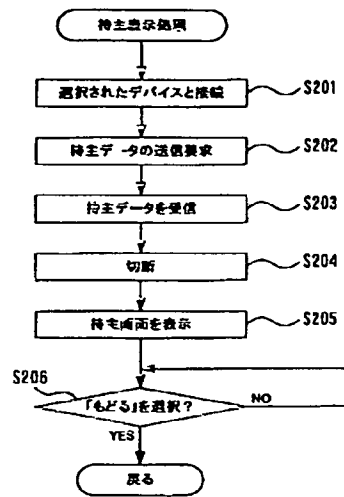 持主表示処理
選択されたデバイスと接続
S201
持主データの送信要求
S202
持主データを受信
S203
切断
S204
持主画面を表示
S205
S206
「もどる」を選択?
NO
YES
戻る